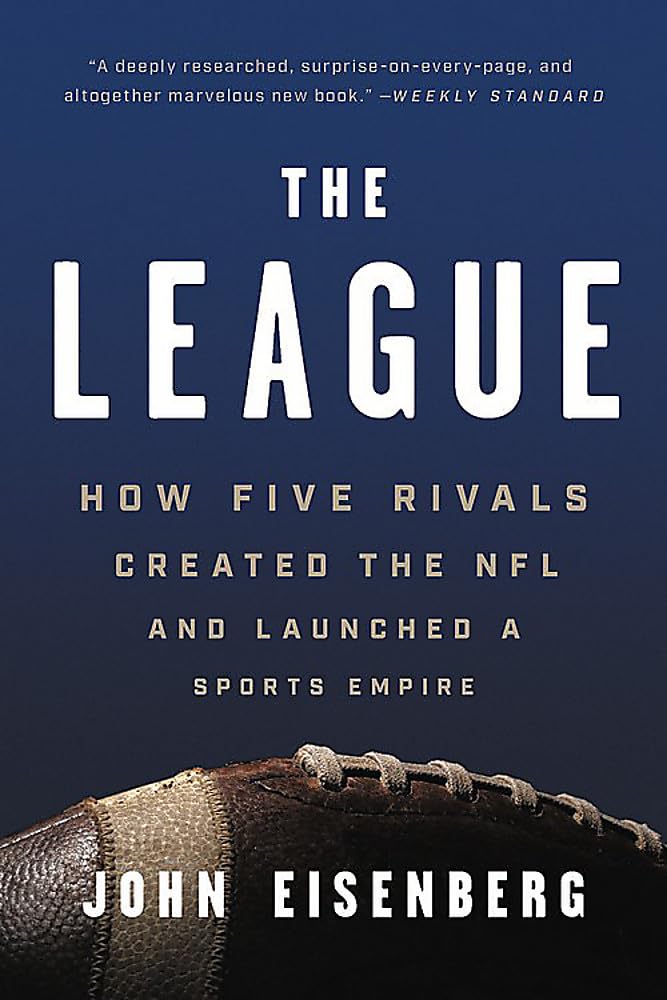 “A deeply researched, surprise-on-every-page, and
altogether marvelous new book.” —WEEKLY STANDARD
THE
LEAGUE
HOW FIVE RIVALS
CREATED THE NFL
AND LAUNCHED A
SPORTS EMPIRE
JOHN EISENBERG